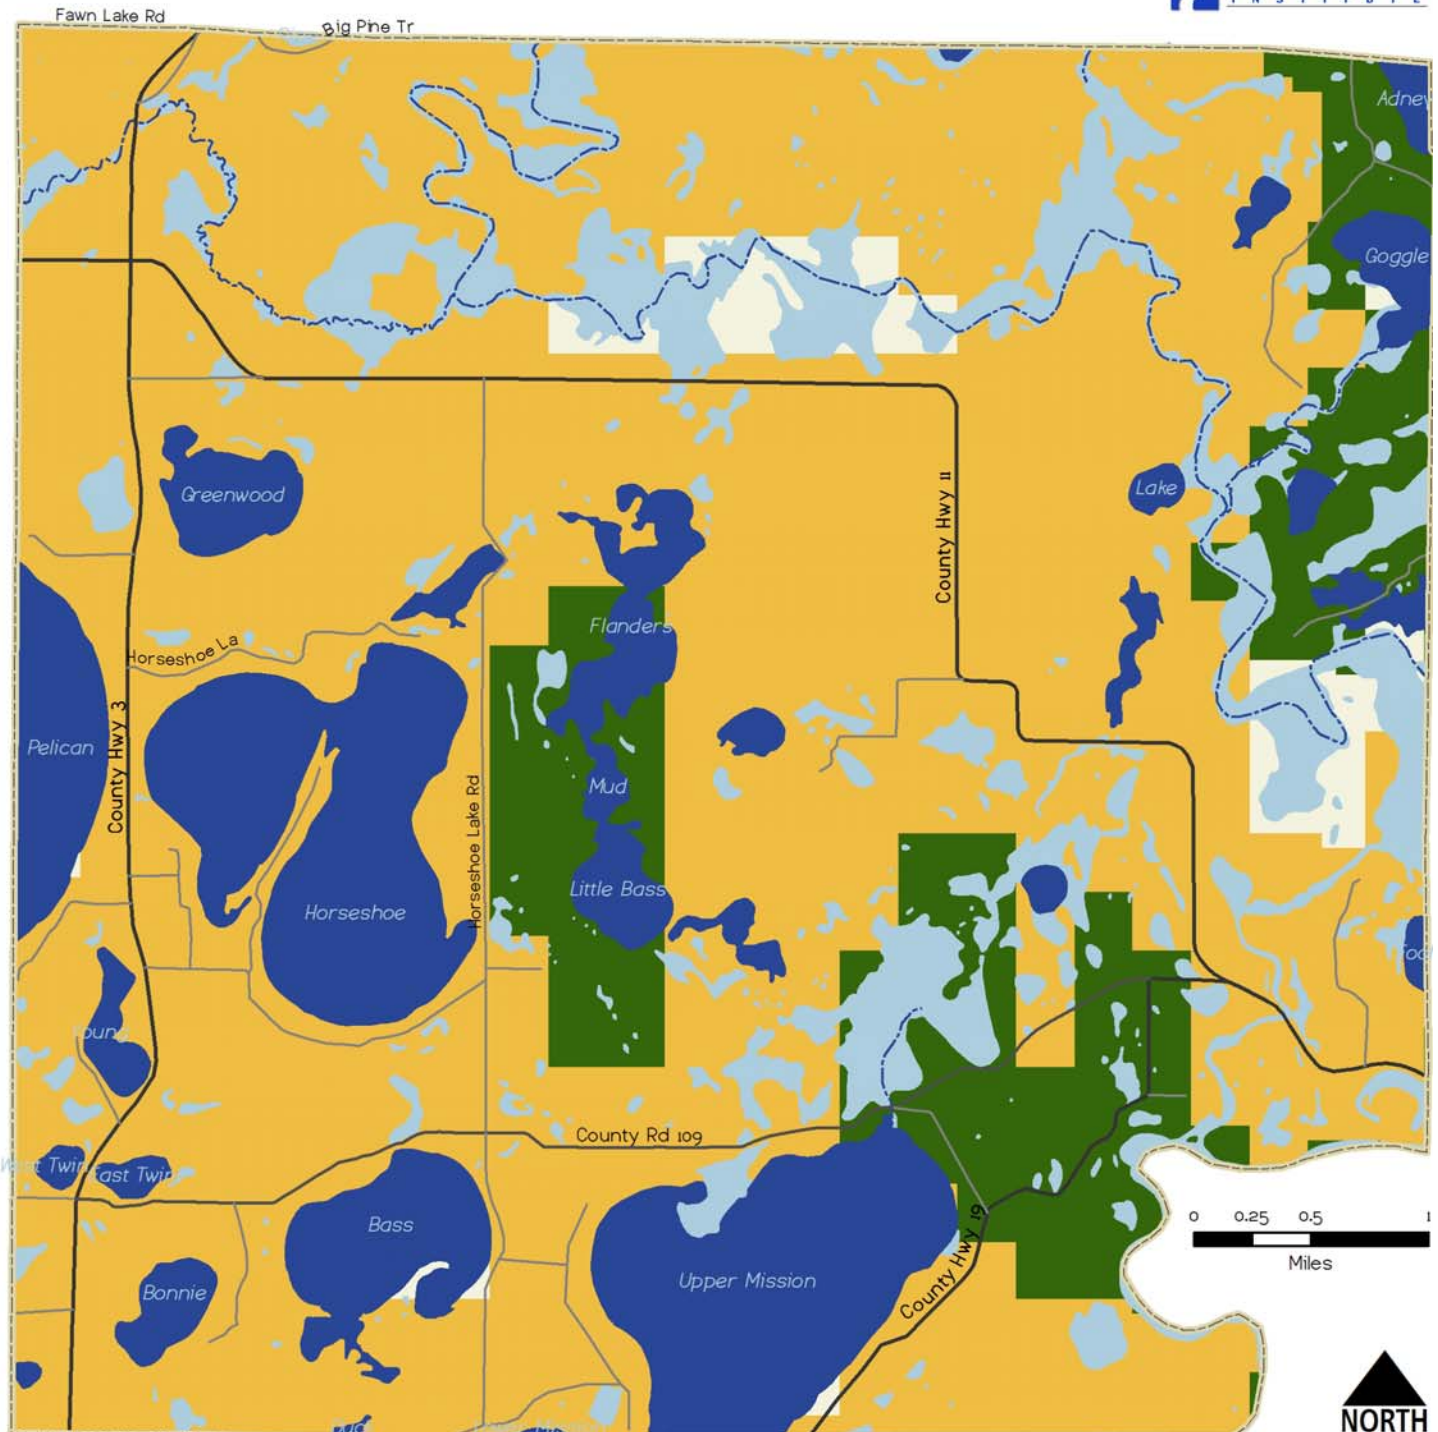 Fawn Lake Rd
Big Pine Tr
Goggle
Greenwood
Lake
County Hwy 11
Flanders
Horseshoe La
County Hwy 3
Pelican
Mud
Horseshoe Lake Rd
Little Bass
Horseshoe
County Rd 109
East Twin
0 0.25 0.5 1
Miles
Bass
County Hwy 19
Upper Mission
Bonnie
NORTH